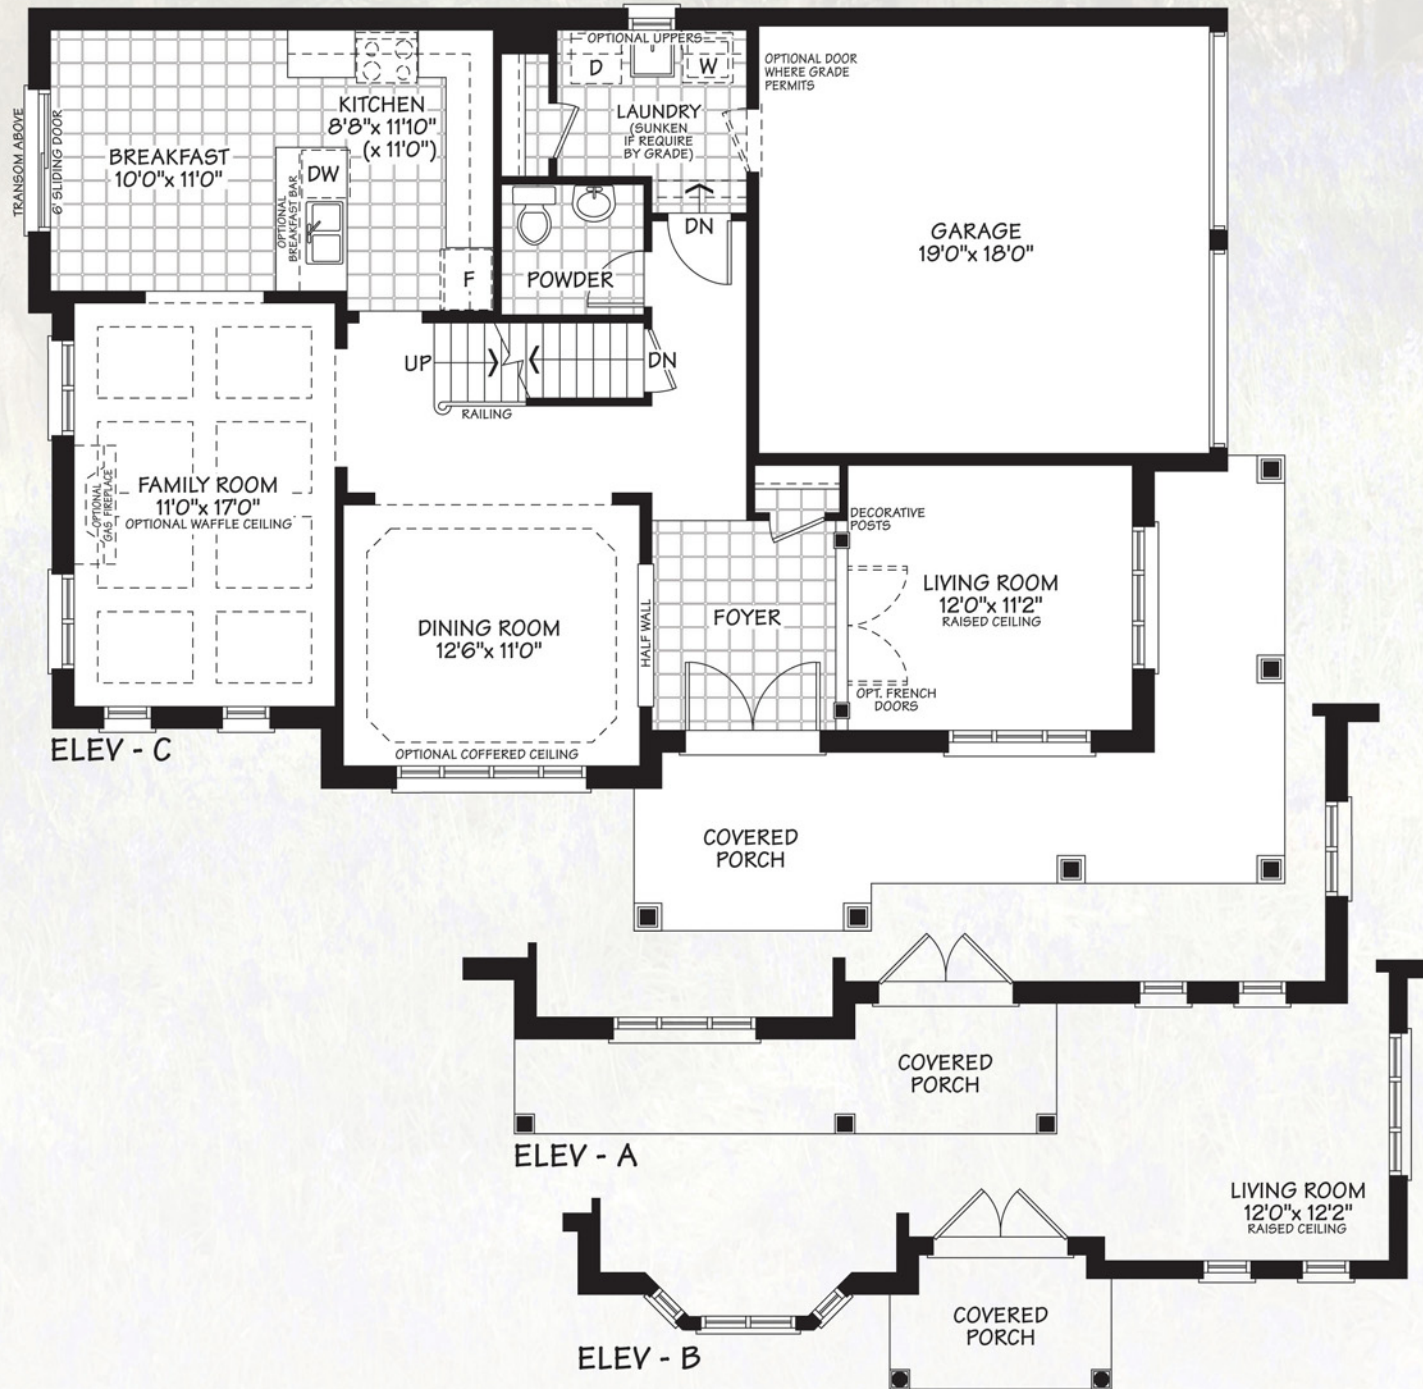 OPTIONAL UPPERS
D
W
OPTIONAL DOOR
WHERE GRADE
PERMITS
TRANSOM ABOVE
6' SLIDING DOOR
BREAKFAST
10'0"x 11'0"
KITCHEN
8'8"x 11'10"
(x 11'0")
DW
OPTIONAL
BREAKFAST BAR
F
LAUNDRY
(SUNKEN
IF REQUIRE
BY GRADE)
DN
POWDER
GARAGE
19'0"x 18'0"
UP
DN
RAILING
FAMILY ROOM
11'0"x 17'0"
OPTIONAL WAFFLE CEILING
OPTIONAL
GAS FIREPLACE
DINING ROOM
12'6"x 11'0"
OPTIONAL COFFERED CEILING
HALF WALL
FOYER
DECORATIVE
POSTS
LIVING ROOM
12'0"x 11'2"
RAISED CEILING
OPT. FRENCH
DOORS
ELEV - C
COVERED
PORCH
COVERED
PORCH
ELEV - A
LIVING ROOM
12'0"x 12'2"
RAISED CEILING
COVERED
PORCH
ELEV - B